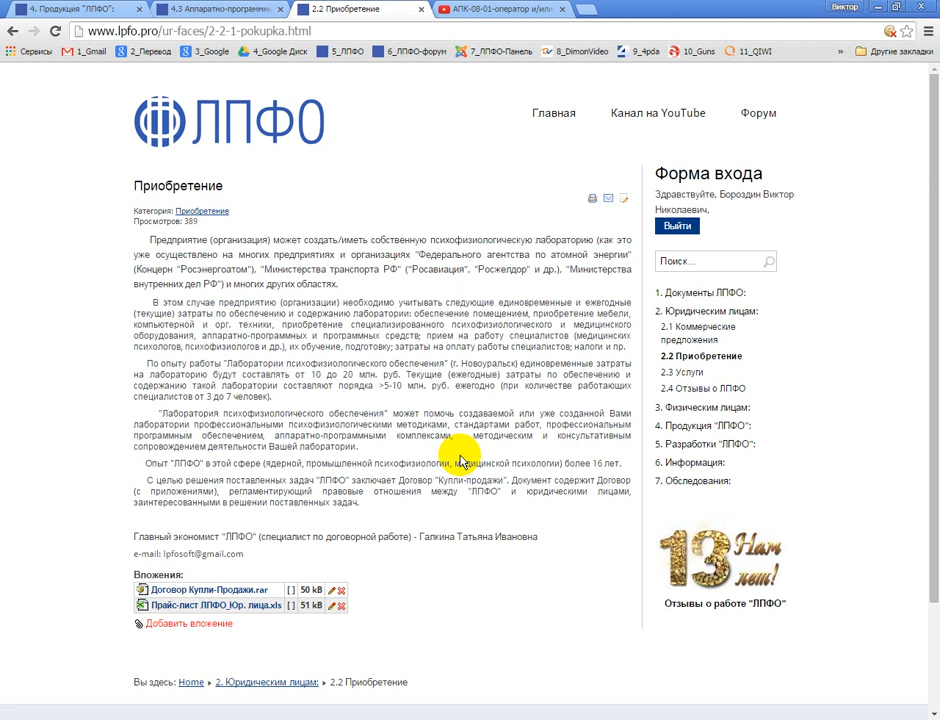 4. Продукция "ЛПФО":
4.3 Аппаратно-программны
2.2 Приобретение
АПК-08-01-оператор и/или
Виктор
www.lpfo.pro/ur-faces/2-2-1-pokupka.html
Сервисы
1_Gmail
2_Перевод
3_Google
4_Google Диск
5_ЛПФО
6_ЛПФО-форум
7_ЛПФО-Панель
8_DimonVideo
9_4pda
10_Guns
11_QIWI
»
Другие закладки
ЛПФО
Главная
Канал на YouTube
Форум
Приобретение
Категория: Приобретение
Просмотров: 389
Предприятие (организация) может создать/иметь собственную психофизиологическую лабораторию (как это
уже осуществлено на многих предприятиях и организациях "Федерального агентства по атомной энергии"
(Концерн "Росэнергоатом"), "Министерства транспорта РФ" ("Росавиация", "Росжелдор" и др.), "Министерства
внутренних дел РФ") и многих других областях.
В этом случае предприятию (организации) необходимо учитывать следующие единовременные и ежегодные
(текущие) затраты по обеспечению и содержанию лаборатории: обеспечение помещением, приобретение мебели,
компьютерной и орг. техники, приобретение специализированного психофизиологического и медицинского
оборудования, аппаратно-программных и программных средств; прием на работу специалистов (медицинских
психологов, психофизиологов и др.), их обучение, подготовку; затраты на оплату работы специалистов; налоги и пр.
По опыту работы "Лаборатории психофизиологического обеспечения" (г. Новоуральск) единовременные затраты
на лабораторию будут составлять от 10 до 20 млн. руб. Текущие (ежегодные) затраты по обеспечению и
содержанию такой лаборатории составляют порядка >5-10 млн. руб. ежегодно (при количестве работающих
специалистов от 3 до 7 человек).
"Лаборатория психофизиологического обеспечения" может помочь создаваемой или уже созданной Вами
лаборатории профессиональными психофизиологическими методиками, стандартами работ, профессиональным
программным обеспечением, аппаратно-программными комплексами, методическим и консультативным
сопровождением деятельности Вашей лаборатории.
Опыт "ЛПФО" в этой сфере (ядерной, промышленной психофизиологии, медицинской психологии) более 16 лет.
С целью решения поставленных задач "ЛПФО" заключает Договор "Купли-продажи". Документ содержит Договор
(с приложениями), регламентирующий правовые отношения между "ЛПФО" и юридическими лицами,
заинтересованными в решении поставленных задач.
Главный экономист "ЛПФО" (специалист по договорной работе) - Галкина Татьяна Ивановна
e-mail: lpfosoft@gmail.com
Вложения:
Договор Купли-Продажи.rar [ ] 50 kB
Прайс-лист ЛПФО_Юр. лица.xls [ ] 51 kB
Добавить вложение
Вы здесь: Home 2. Юридическим лицам: 2.2 Приобретение
Форма входа
Здравствуйте, Бороздин Виктор
Николаевич,
Выйти
Поиск...
1. Документы ЛПФО:
2. Юридическим лицам:
2.1 Коммерческие
предложения
2.2 Приобретение
2.3 Услуги
2.4 Отзывы о ЛПФО
3. Физическим лицам:
4. Продукция "ЛПФО":
5. Разработки "ЛПФО":
6. Информация:
7. Обследования:
13 Нам
лет!
Отзывы о работе "ЛПФО"